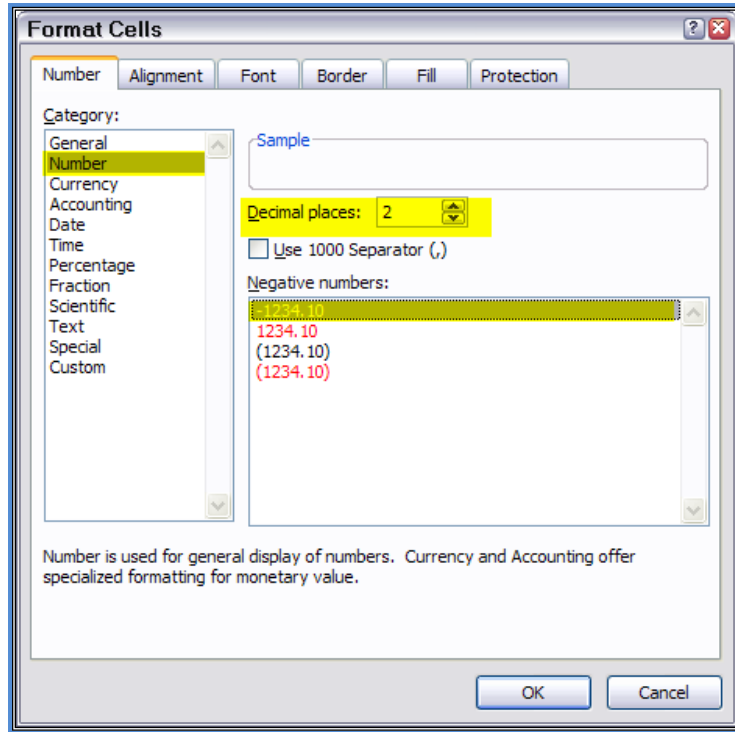 Format Cells
Number Alignment Font Border Fill Protection
Category:
General
Number
Currency
Accounting
Date
Time
Percentage
Fraction
Scientific
Text
Special
Custom
Sample
Decimal places: 2
Use 1000 Separator (,)
Negative numbers:
-1234.10
1234.10
(1234.10)
(1234.10)
Number is used for general display of numbers. Currency and Accounting offer
specialized formatting for monetary value.
OK Cancel